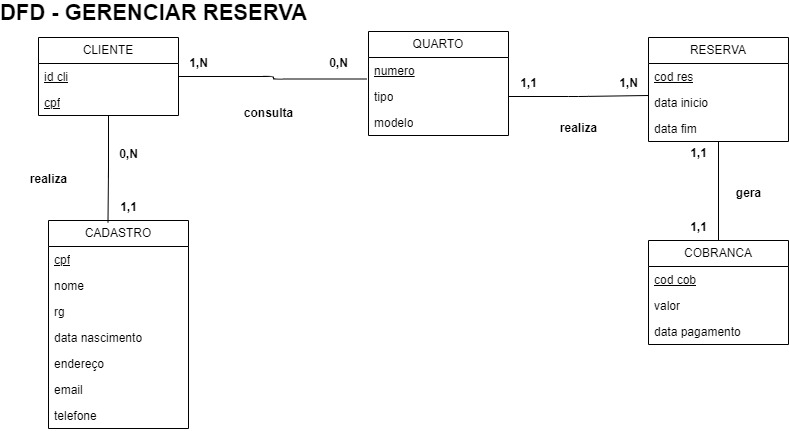 DFD - GERENCIAR RESERVA
CLIENTE
id cli
cpf
1,N
0,N
consulta
QUARTO
numero
tipo
modelo
1,1
1,N
realiza
RESERVA
cod res
data inicio
data fim
0,N
realiza
1,1
CADASTRO
cpf
nome
rg
data nascimento
endereço
email
telefone
1,1
gera
1,1
COBRANCA
cod cob
valor
data pagamento